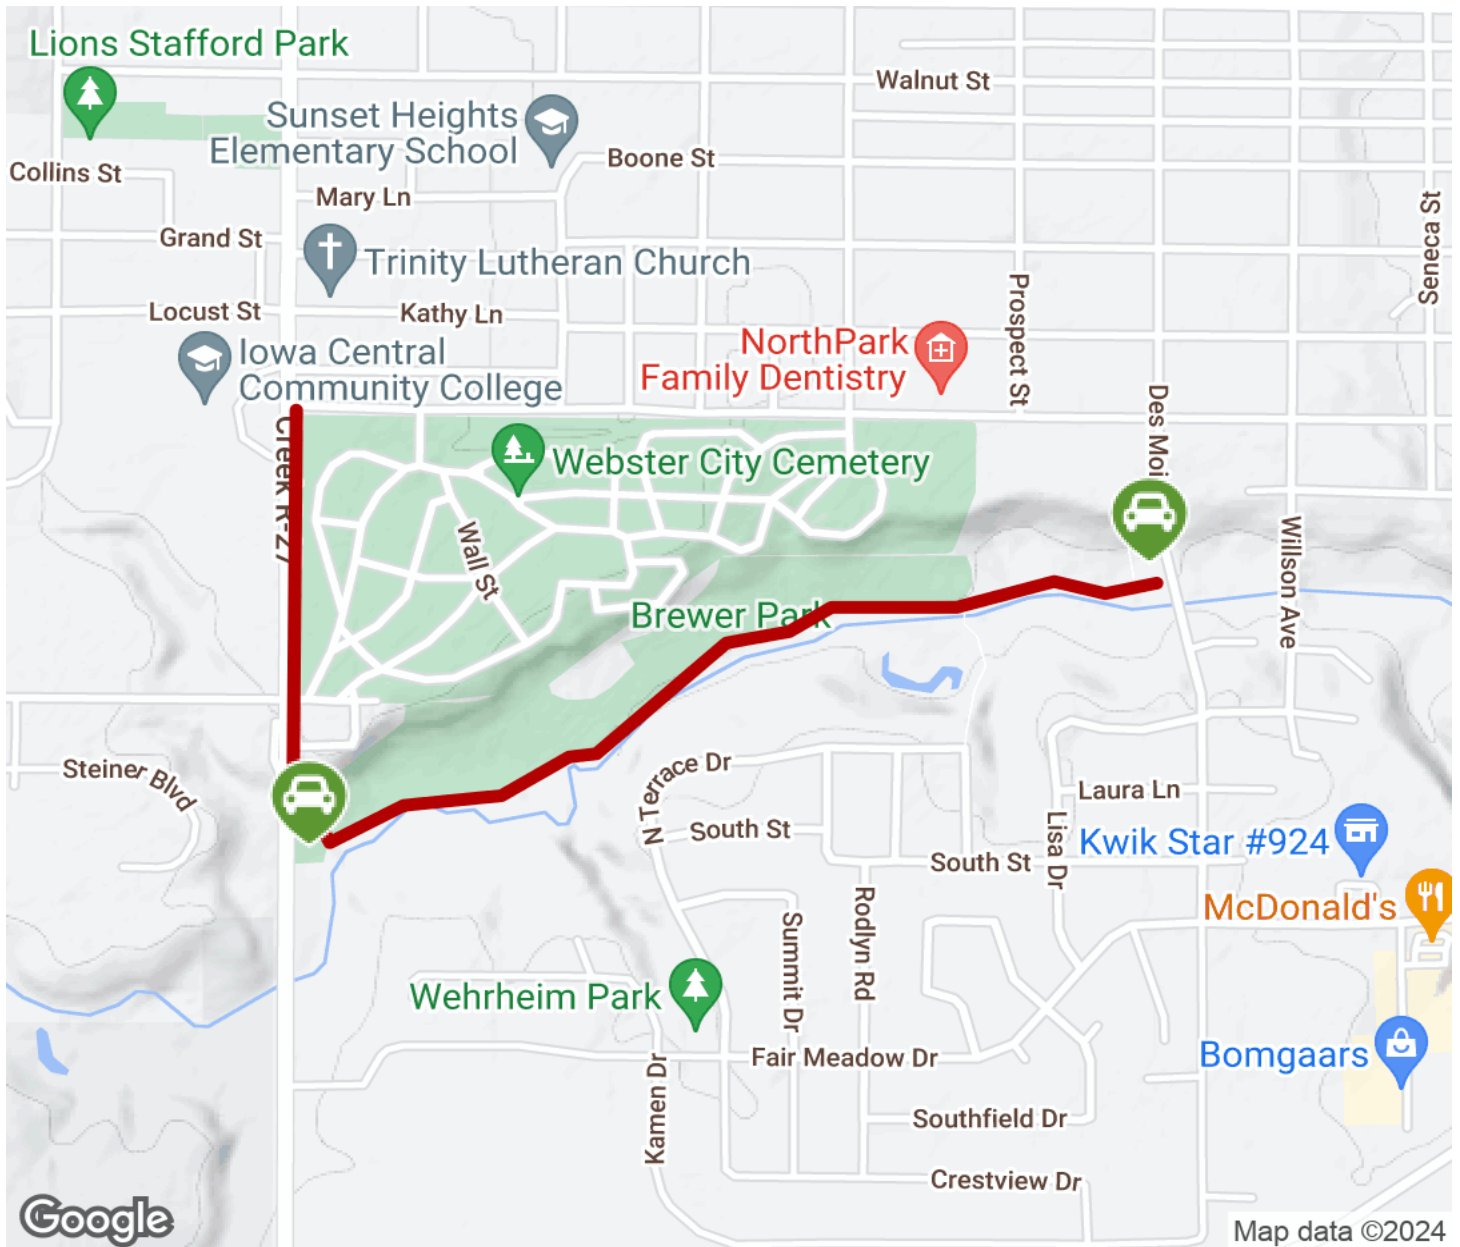 Lions Stafford Park
Walnut St
Sunset Heights
Elementary School
Boone St
Collins St
Mary Ln
Seneca St
Grand St
Trinity Lutheran Church
Prospect St
Locust St
Kathy Ln
NorthPark
Family Dentistry
Iowa Central
Community College
Des Moi
Creek R-27
Webster City Cemetery
Wall St
Willson Ave
Brewer Park
Steiner Blvd
N Terrace Dr
Laura Ln
South St
Lisa Dr
Kwik Star #924
South St
McDonald's
Rodlyn Rd
Summit Dr
Wehrheim Park
Fair Meadow Dr
Bomgaars
Kamen Dr
Southfield Dr
Crestview Dr
Google
Map data ©2024